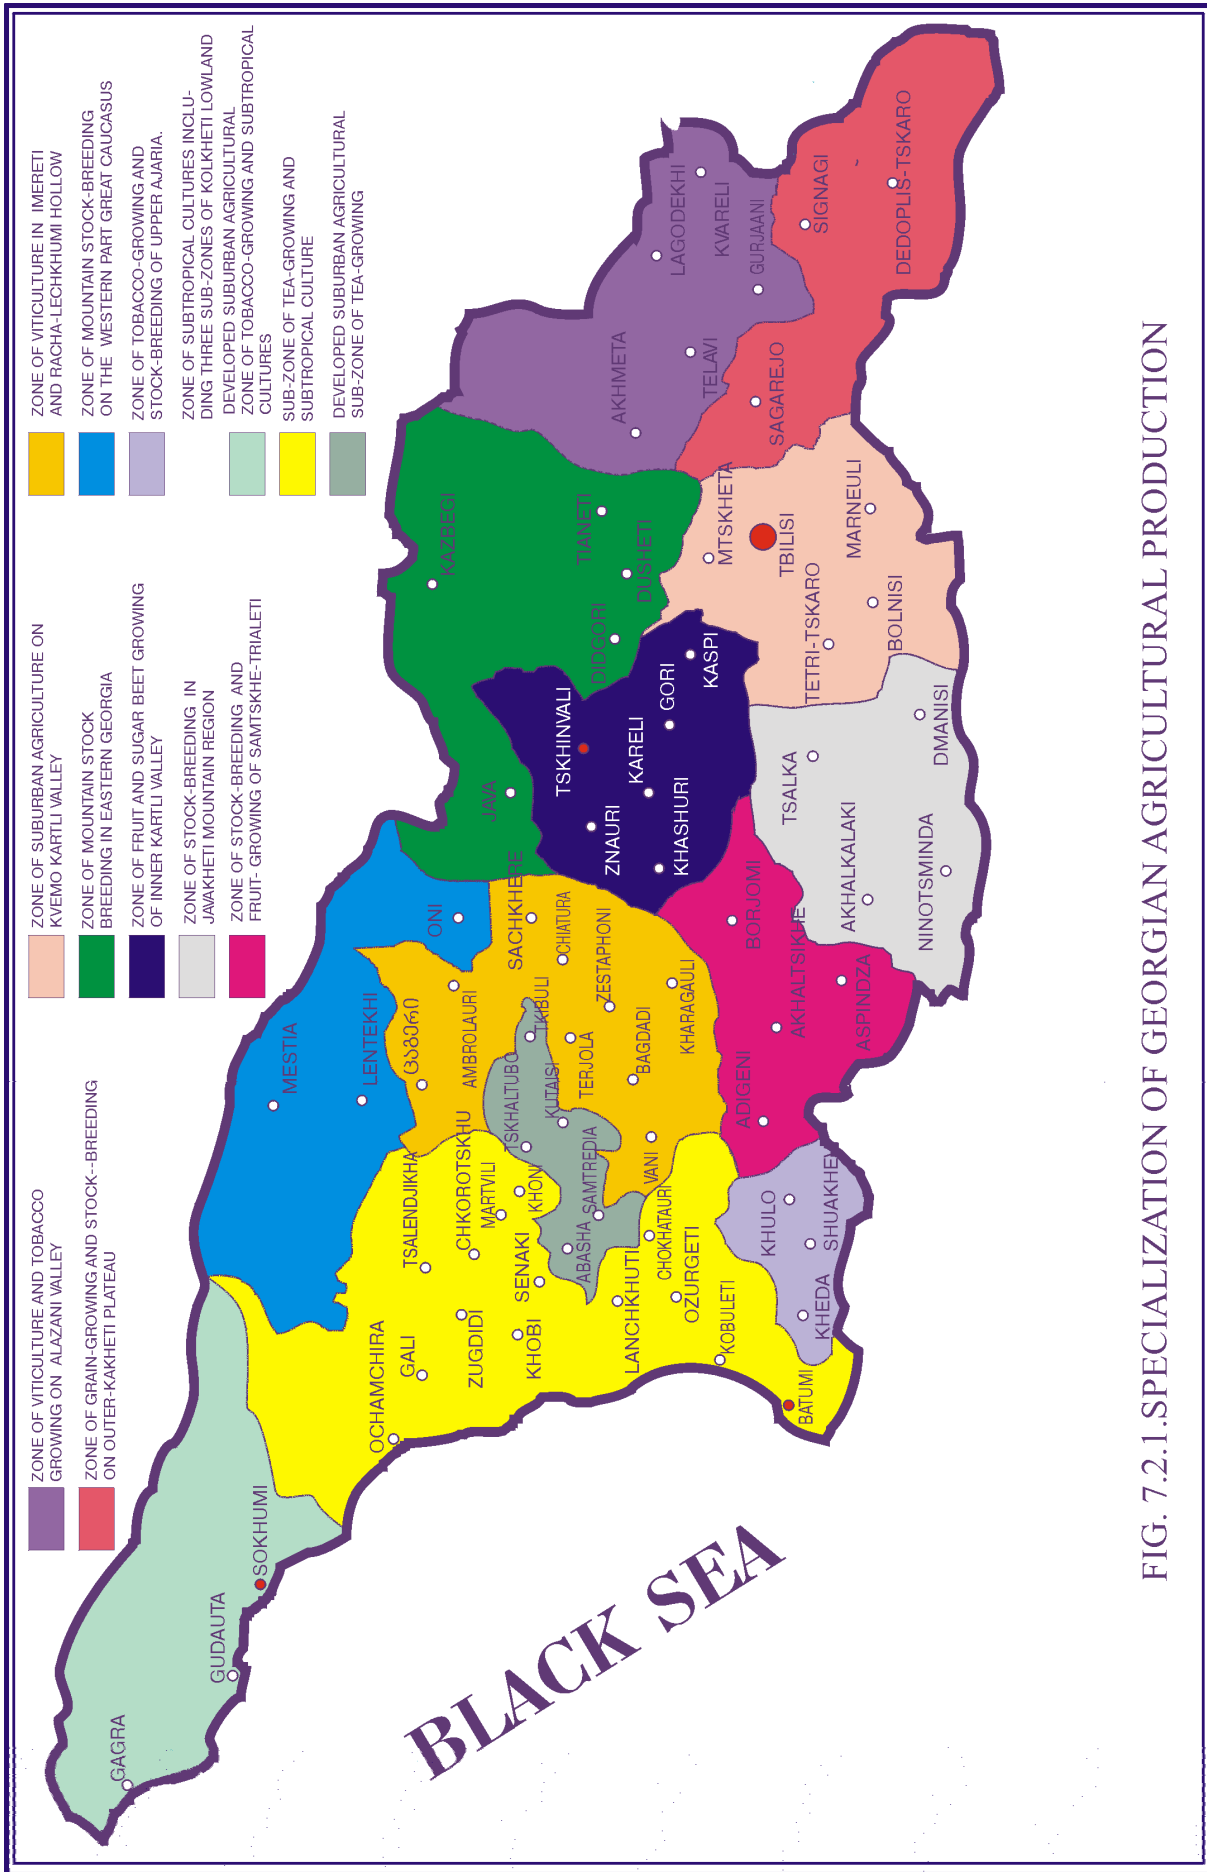 ZONE OF VITICULTURE AND TOBACCO
GROWING ON ALAZANI VALLEY
ZONE OF GRAIN-GROWING AND STOCK--BREEDING
ON OUTER-KAKHETI PLATEAU
ZONE OF SUBURBAN AGRICULTURE ON
KVEMO KARTLI VALLEY
ZONE OF MOUNTAIN STOCK
BREEDING IN EASTERN GEORGIA
ZONE OF FRUIT AND SUGAR BEET GROWING
OF INNER KARTLI VALLEY
ZONE OF STOCK-BREEDING IN
JAVAKHETI MOUNTAIN REGION
ZONE OF STOCK-BREEDING AND
FRUIT- GROWING OF SAMTSKHE-TRIALETI
ZONE OF VITICULTURE IN IMERETI
AND RACHA-LECHKHUMI HOLLOW
ZONE OF MOUNTAIN STOCK-BREEDING
ON THE WESTERN PART GREAT CAUCASUS
ZONE OF TOBACCO-GROWING AND
STOCK-BREEDING OF UPPER AJARIA.
ZONE OF SUBTROPICAL CULTURES INCLU-
DING THREE SUB-ZONES OF KOLKHETI LOWLAND
DEVELOPED SUBURBAN AGRICULTURAL
ZONE OF TOBACCO-GROWING AND SUBTROPICAL
CULTURES
SUB-ZONE OF TEA-GROWING AND
SUBTROPICAL CULTURE
DEVELOPED SUBURBAN AGRICULTURAL
SUB-ZONE OF TEA-GROWING
GAGRA
GUDAUTA
SOKHUMI
OCHAMCHIRA
GALI
ZUGDIDI
TSALENDJIKHA
CHKOROTSKHU
MARTVILI
KHOBI
SENAKI
KHONI
ABASHA
SAMTREDIA
LANCHKHUTI
CHOKHATAURI
OZURGETI
KOBULETI
BATUMI
KHEDA
SHUAKHEV
KHULO
MESTIA
LENTEKHI
ცაგერი
AMBROLAURI
ONI
TSKHALTUBO
KUTAISI
TKIBULI
TERJOLA
SACHKHERE
CHIATURA
ZESTAPHONI
BAGDADI
VANI
KHARAGAULI
ADIGENI
AKHALTSIKHE
ASPINDZA
BORJOMI
JAVA
TSKHINVALI
ZNAURI
KARELI
KHASHURI
GORI
KASPI
TSALKA
AKHALKALAKI
NINOTSMINDA
DMANISI
KAZBEGI
TIANETI
DUSHETI
DIDGORI
MTSKHETA
TBILISI
TETRI-TSKARO
MARNEULI
BOLNISI
AKHMETA
TELAVI
LAGODEKHI
KVARELI
GURJAANI
SAGAREJO
SIGNAGI
DEDOPLIS-TSKARO
BLACK SEA
FIG. 7.2.1.SPECIALIZATION OF GEORGIAN AGRICULTURAL PRODUCTION